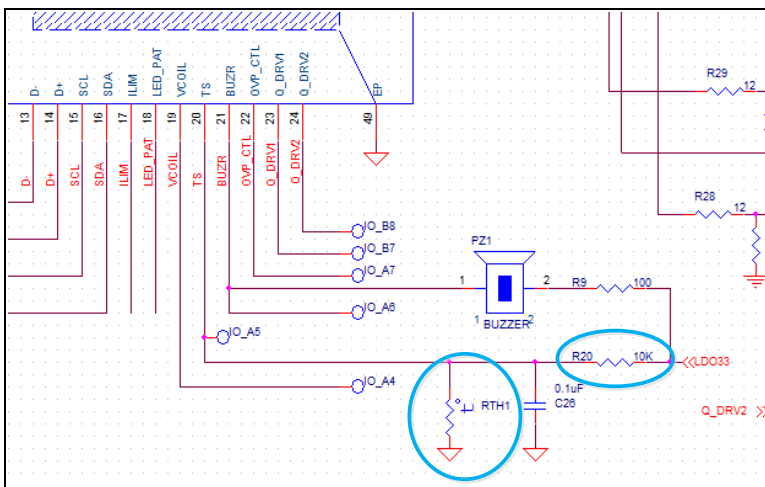 D-
D+
SCL
SDA
ILIM
LED_PAT
VCOIL
TS
BUZR
OVP_CTL
Q_DRV1
Q_DRV2
EP
13
14
15
16
17
18
19
20
21
22
23
24
49
D-
D+
SCL
SDA
ILIM
LED_PAT
VCOIL
TS
BUZR
OVP_CTL
Q_DRV1
Q_DRV2
R29
12
R28
12
IO_B8
IO_B7
IO_A7
PZ1
1
2
R9
100
IO_A6
1
BUZZER
2
IO_A5
R20
10K
LDO33
IO_A4
0.1uF
t
RTH1
C26
Q_DRV2